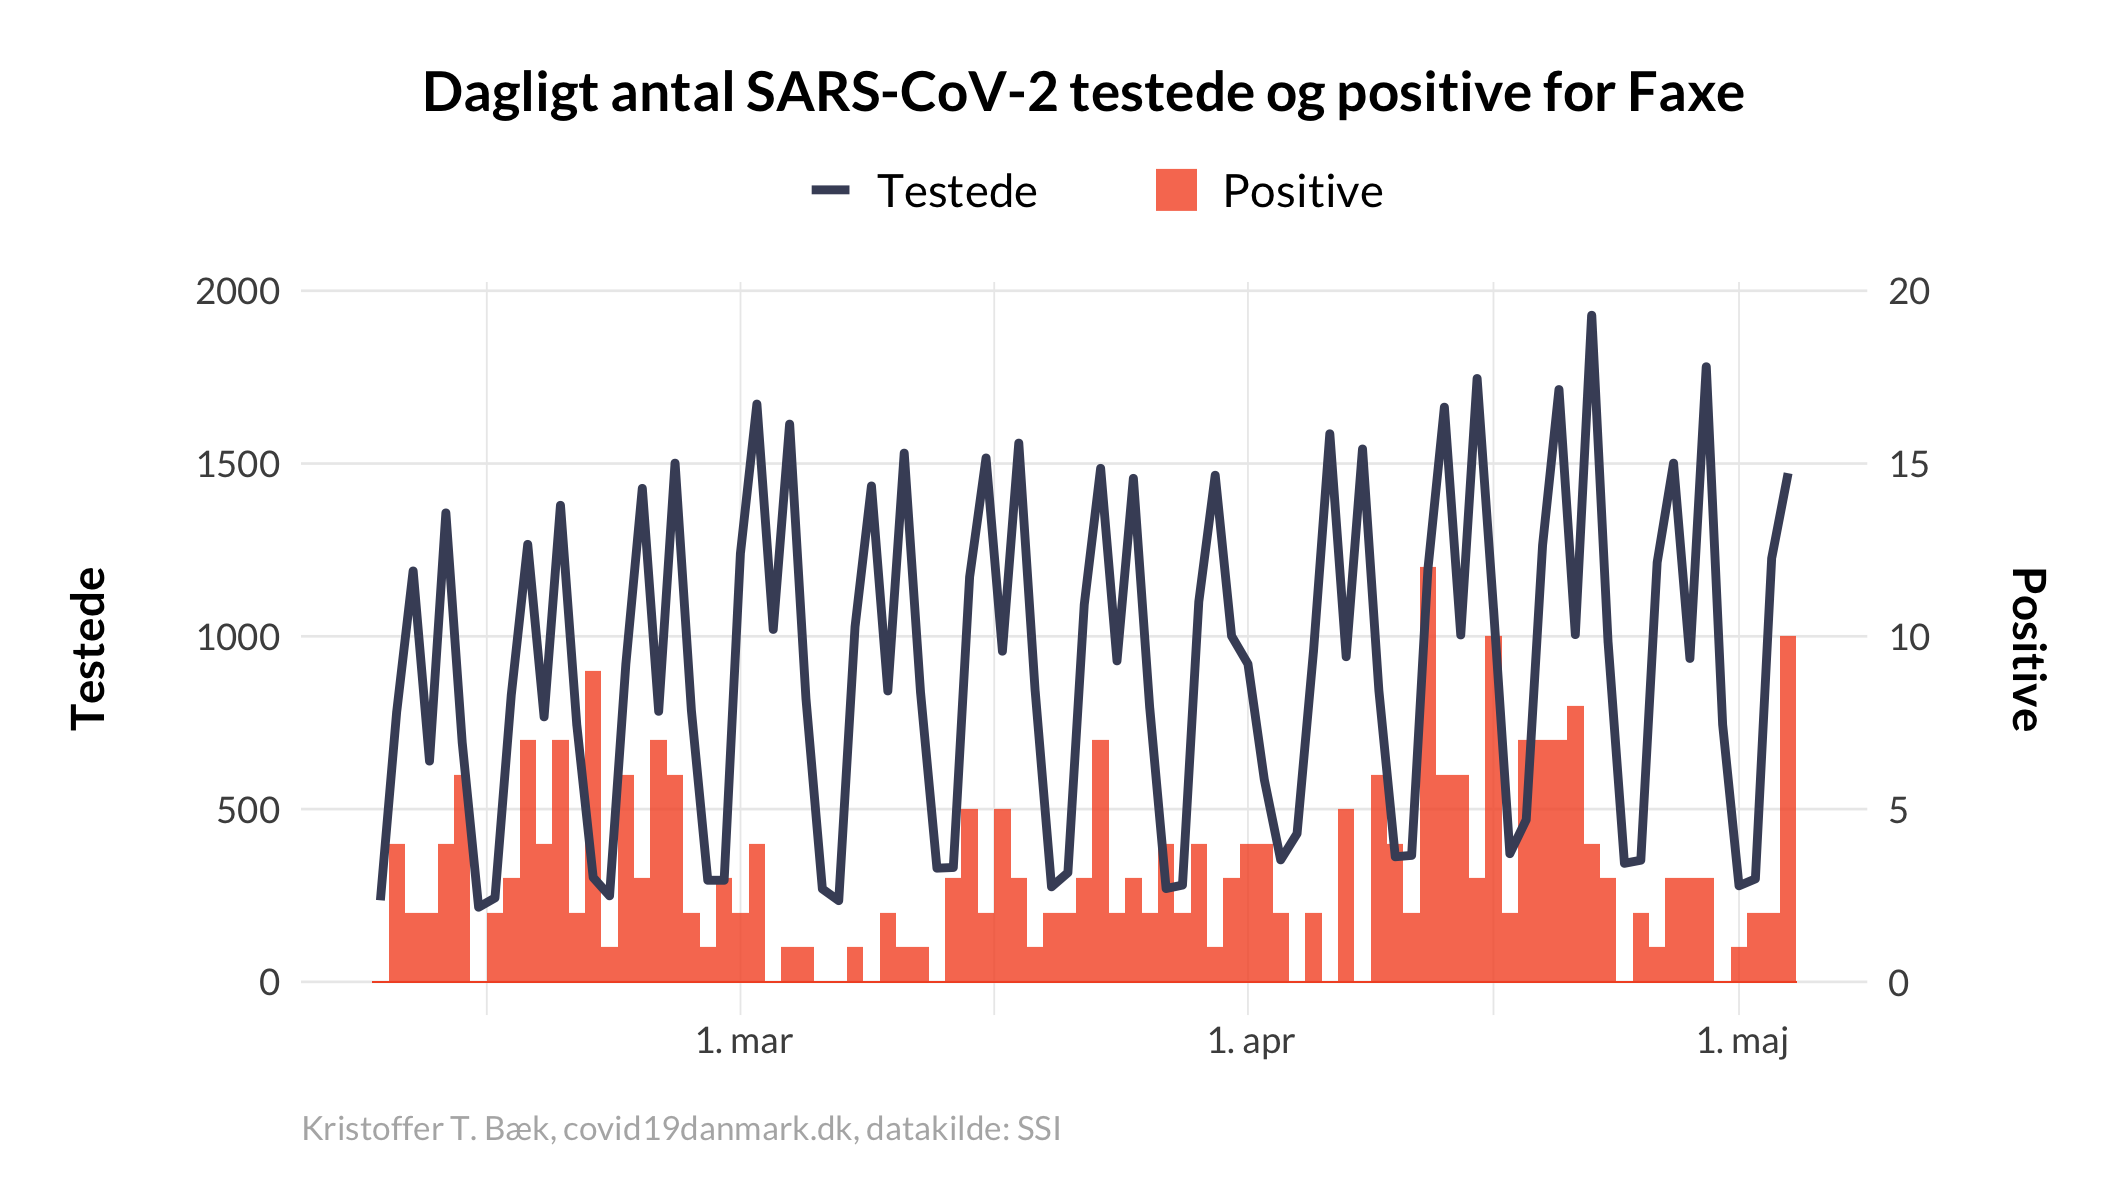 Dagligt antal SARS-CoV-2 testede og positive for Faxe
Testede Positive
2000 20
1500 15
1000 10
500 5
0 0
Testede
Positive
1. mar 1. apr 1. maj
Kristoffer T. Bæk, covid19danmark.dk, datakilde: SSI